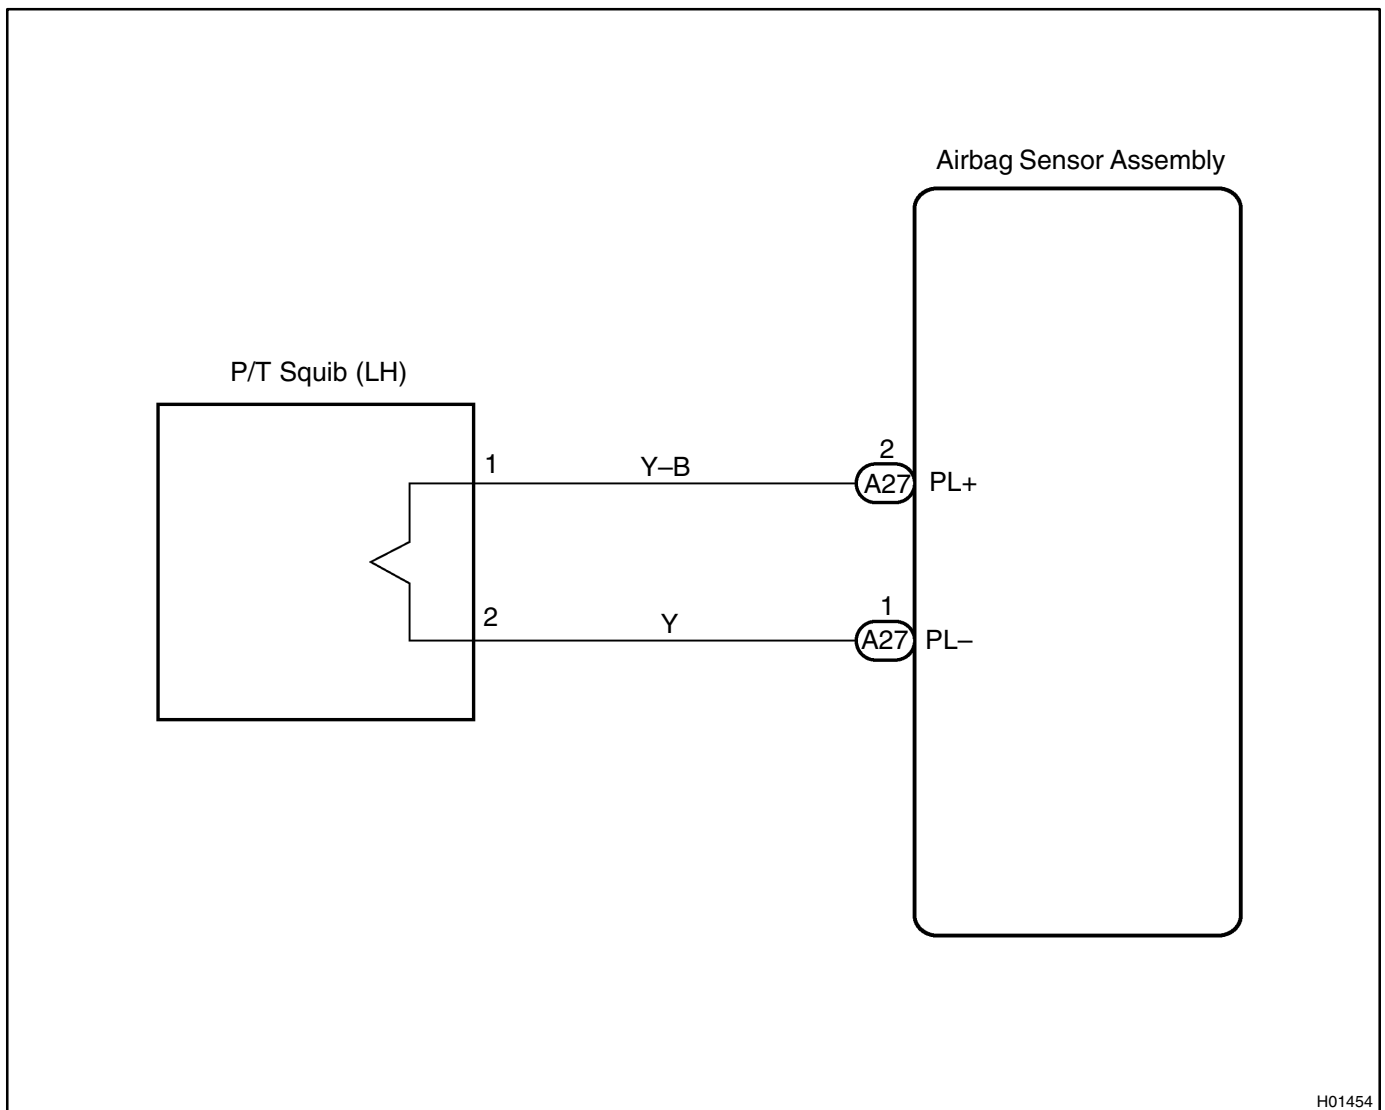 Airbag Sensor Assembly
P/T Squib (LH)
1
Y–B
2
A27
PL+
2
Y
1
A27
PL–
H01454